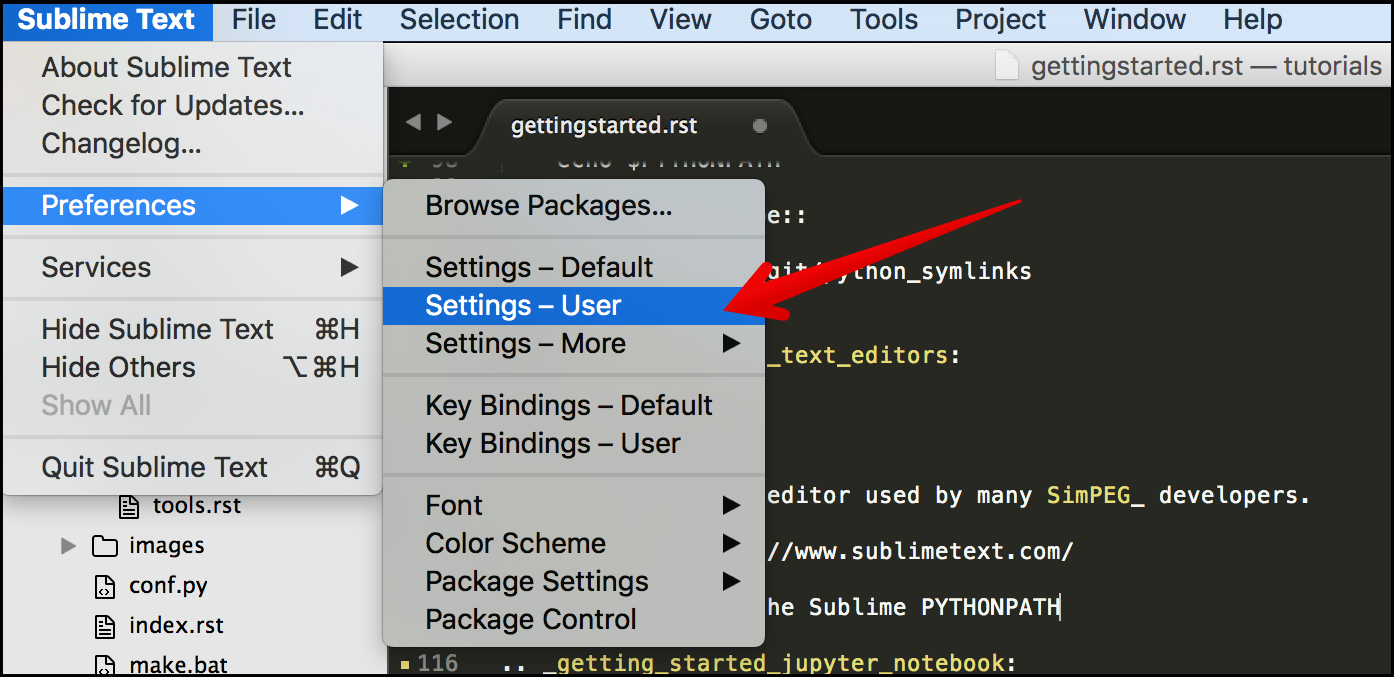 Sublime Text File Edit Selection Find View Goto Tools Project Window Help
About Sublime Text
Check for Updates...
Changelog...
Preferences
Services
Hide Sublime Text ⌘H
Hide Others ⌥⌘H
Show All
Quit Sublime Text ⌘Q
tools.rst
images
conf.py
index.rst
make.bat
Browse Packages...
Settings – Default
Settings – User
Settings – More
Key Bindings – Default
Key Bindings – User
Font
Color Scheme
Package Settings
Package Control
gettingstarted.rst — tutorials
gettingstarted.rst
98 echo $PYTHONPATH
e::
git/python_symlinks
_text_editors:
editor used by many SimPEG_ developers.
//www.sublimetext.com/
he Sublime PYTHONPATH
116 .. _getting_started_jupyter_notebook: